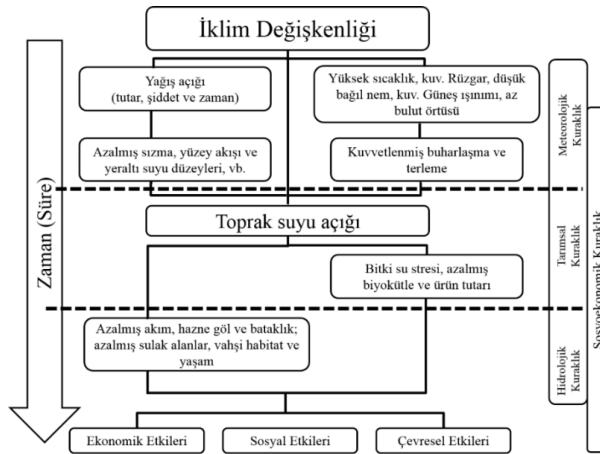 İklim Değişkenliği
Yağış açığı
(tutar, şiddet ve zaman)
Yüksek sıcaklık, kuv. Rüzgar, düşük
bağıl nem, kuv. Güneş ışınımı, az
bulut örtüsü
Azalmış sızma, yüzey akışı ve
yeraltı suyu düzeyleri, vb.
Kuvvetlenmiş buharlaşma ve
terleme
Toprak suyu açığı
Bitki su stresi, azalmış
biyokütle ve ürün tutarı
Azalmış akım, hazne göl ve bataklık;
azalmış sulak alanlar, vahşi habitat ve
yaşam
Ekonomik Etkileri
Sosyal Etkileri
Çevresel Etkileri
Zaman (Süre)
Meteorolojik
Kuraklık
Tarımsal
Kuraklık
Hidrolojik
Kuraklık
Sosyoekonomik Kuraklık